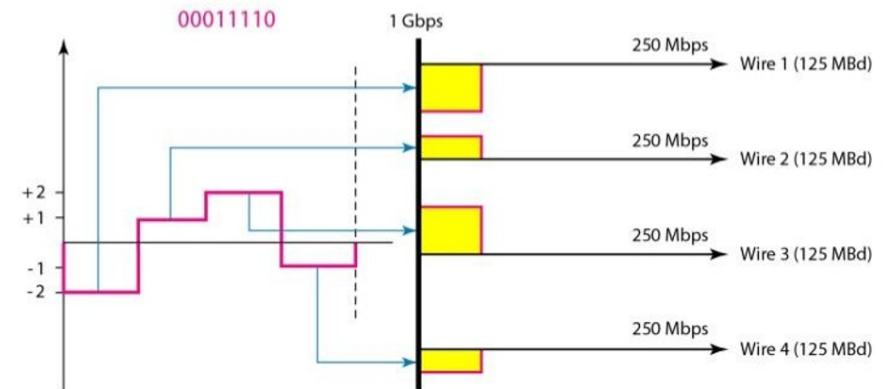 00011110
1 Gbps
250 Mbps
Wire 1 (125 MBd)
250 Mbps
Wire 2 (125 MBd)
+2
+1
250 Mbps
Wire 3 (125 MBd)
-1
-2
250 Mbps
Wire 4 (125 MBd)